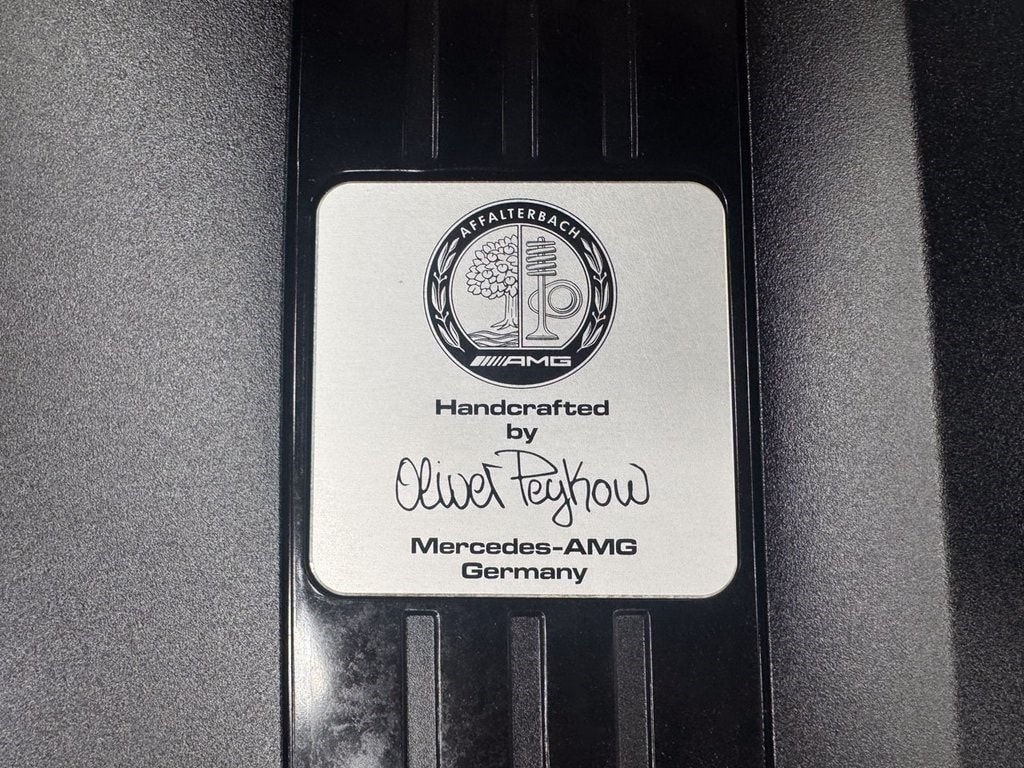 AFFALTERBACH
AMG
Handcrafted
by
Oliver Peykow
Mercedes-AMG
Germany